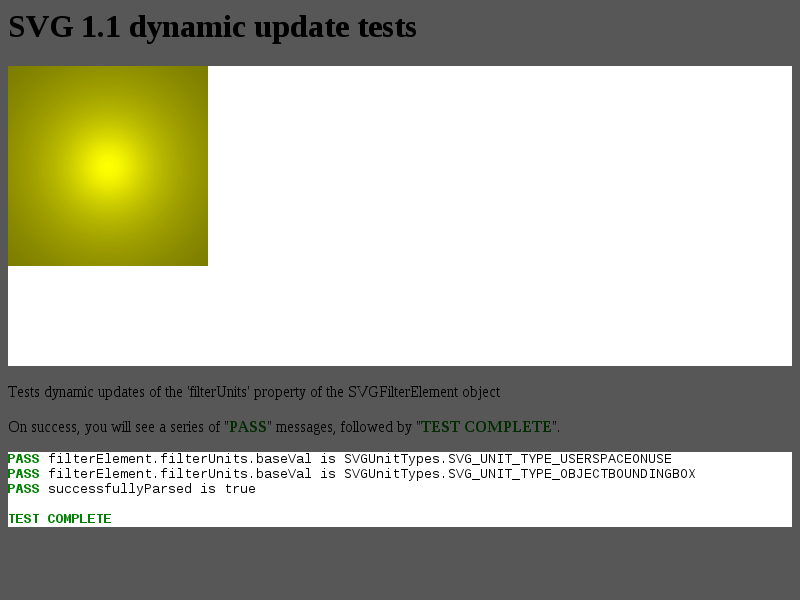 SVG 1.1 dynamic update tests
Tests dynamic updates of the 'filterUnits' property of the SVGFilterElement object
On success, you will see a series of "PASS" messages, followed by "TEST COMPLETE".
PASS filterElement.filterUnits.baseVal is SVGUnitTypes.SVG_UNIT_TYPE_USERSPACEONUSE
PASS filterElement.filterUnits.baseVal is SVGUnitTypes.SVG_UNIT_TYPE_OBJECTBOUNDINGBOX
PASS successfullyParsed is true
TEST COMPLETE